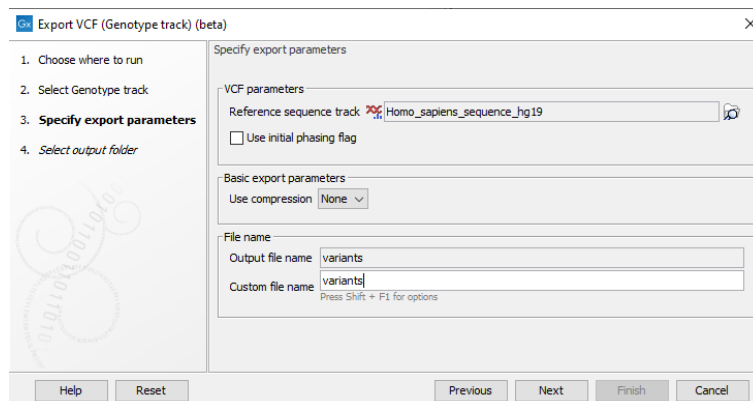 Gx Export VCF (Genotype track) (beta)
1. Choose where to run
2. Select Genotype track
3. Specify export parameters
4. Select output folder
Specify export parameters
VCF parameters
Reference sequence track Homo_sapiens_sequence_hg19
Use initial phasing flag
Basic export parameters
Use compression None
File name
Output file name variants
Custom file name variants
Press Shift + F1 for options
Help Reset Previous Next Finish Cancel